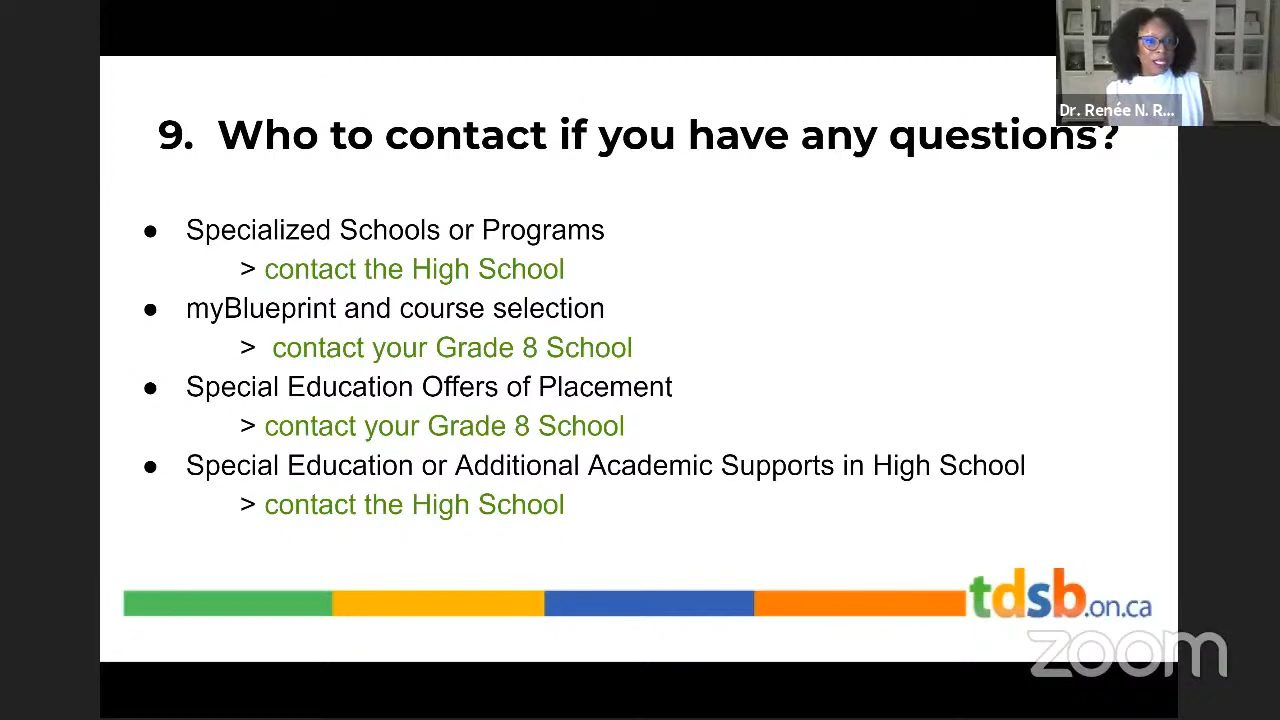 Dr. Renée N. R...
9. Who to contact if you have any questions?
● Specialized Schools or Programs
> contact the High School
● myBlueprint and course selection
> contact your Grade 8 School
● Special Education Offers of Placement
> contact your Grade 8 School
● Special Education or Additional Academic Supports in High School
> contact the High School
tdsb.on.ca
zoom